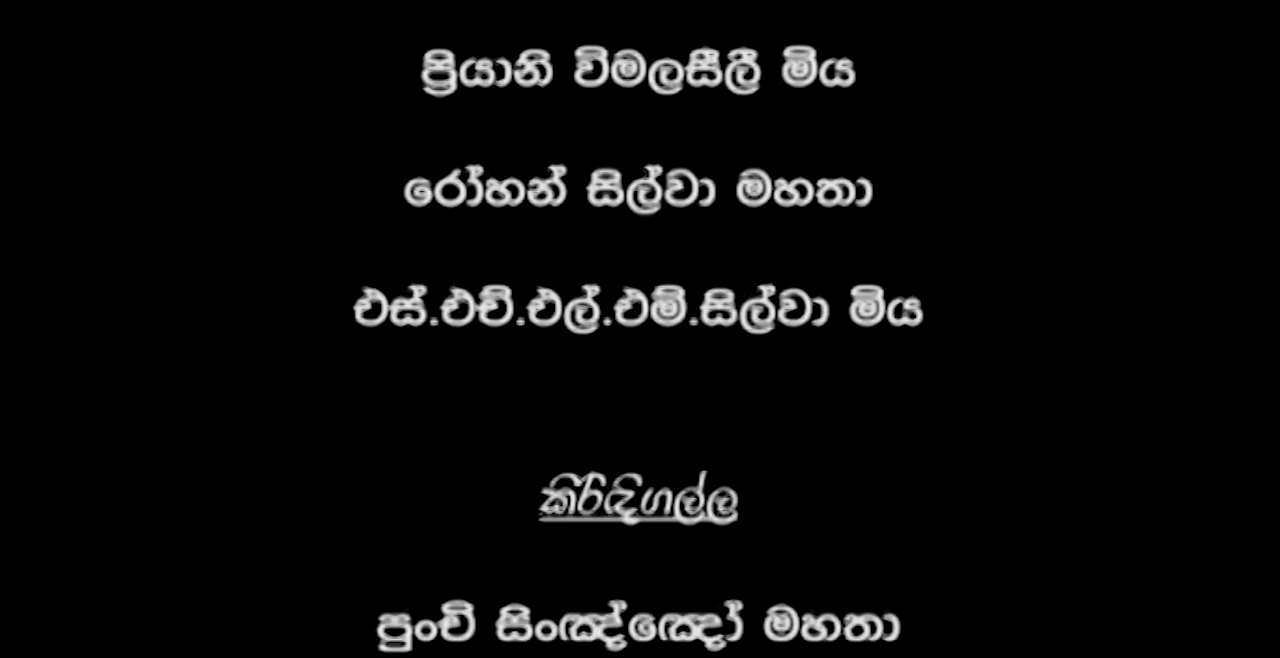 ප්‍රියානි විමලසීලී මිය
රෝහන් සිල්වා මහතා
එස්.එච්.එල්.එම්.සිල්වා මිය
කිරිඳිගල්ල
පුංචි සිංඤ්ඤෝ මහතා